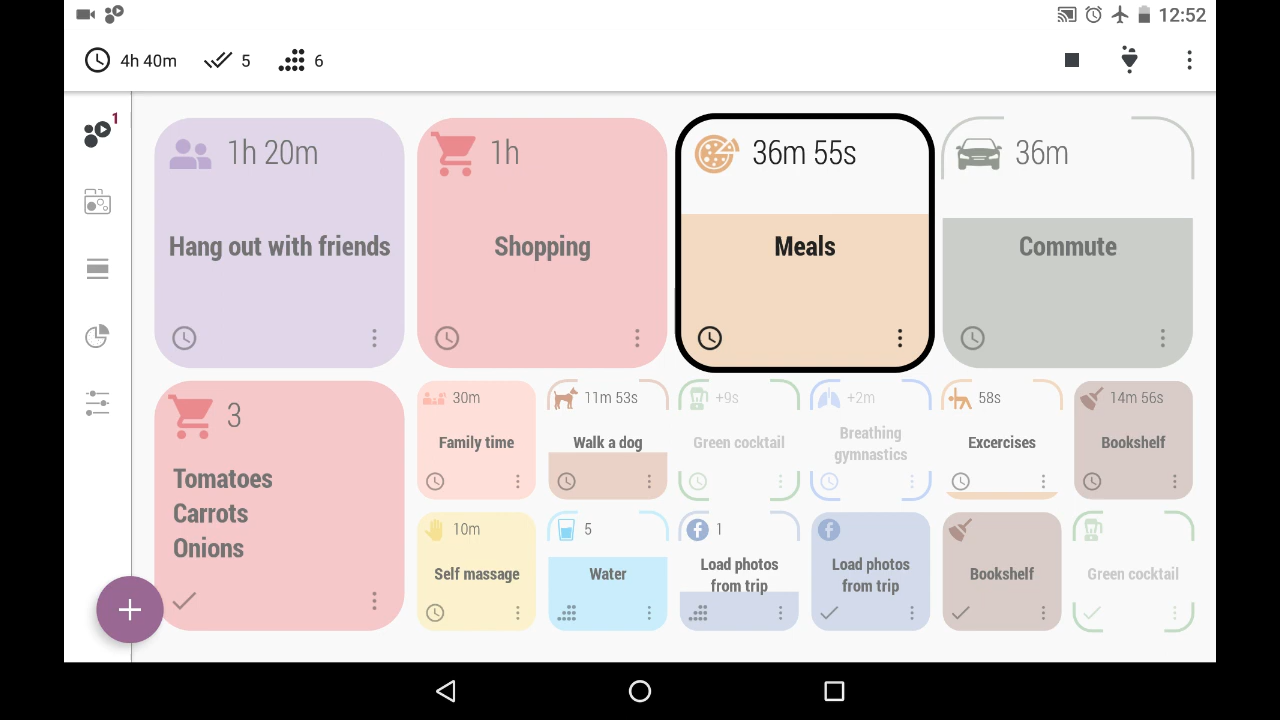 12:52
4h 40m 5 6
1
1h 20m
Hang out with friends
1h
Shopping
36m 55s
Meals
36m
Commute
3
Tomatoes
Carrots
Onions
30m
Family time
11m 53s
Walk a dog
+9s
Green cocktail
+2m
Breathing
gymnastics
58s
Excercises
14m 56s
Bookshelf
10m
Self massage
5
Water
1
Load photos
from trip
Load photos
from trip
Bookshelf
Green cocktail